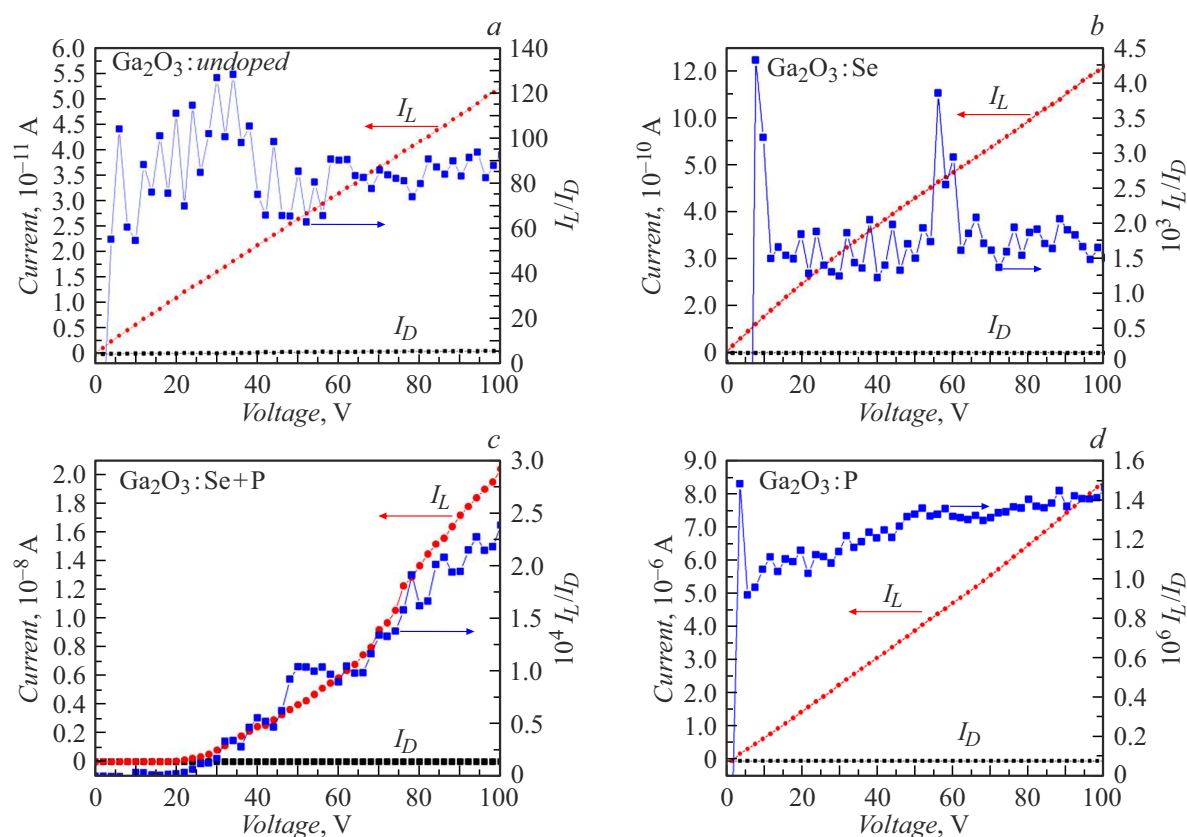 a
Ga₂O₃:undoped
6.0
5.5
5.0
4.5
4.0
3.5
3.0
2.5
2.0
1.5
1.0
0.5
0
Current, 10⁻¹¹ A
I_L
I_D
140
120
100
80
60
40
20
0
I_L/I_D
0 20 40 60 80 100
Voltage, V
b
Ga₂O₃:Se
12.0
10.0
5.0
4.0
3.0
2.0
0
Current, 10⁻¹⁰ A
I_L
I_D
4.5
4.0
3.5
3.0
2.5
2.0
1.5
1.0
0.5
0
10³ I_L/I_D
0 20 40 60 80 100
Voltage, V
c
Ga₂O₃:Se+P
2.0
1.8
1.6
1.4
1.2
1.0
0.8
0.6
0.4
0.2
0
Current, 10⁻⁸ A
I_L
I_D
3.0
2.5
2.0
1.5
1.0
0.5
0
10⁴ I_L/I_D
0 20 40 60 80 100
Voltage, V
d
Ga₂O₃:P
9.0
8.0
7.0
6.0
5.0
4.0
9.0
2.0
1.0
0
Current, 10⁻⁶ A
I_L
I_D
1.6
1.4
1.2
1.0
0.8
0.6
0.4
0.2
0
10⁶ I_L/I_D
0 20 40 60 80 100
Voltage, V